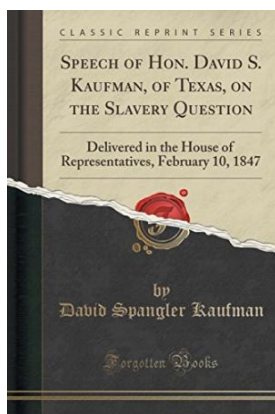 CLASSIC REPRINT SERIES
SPEECH OF HON. DAVID S.
KAUFMAN, OF TEXAS, ON THE
SLAVERY QUESTION
Delivered in the House of
Representatives, February 10, 1847
by
David Spangler Kaufman
Forgotten Books